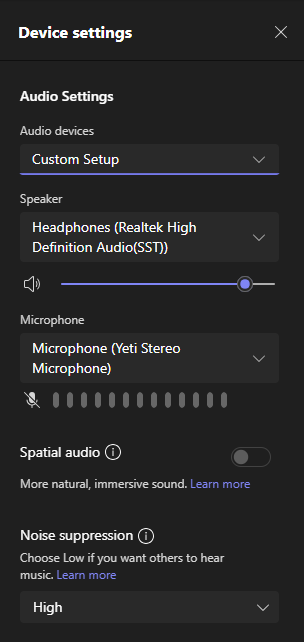 Device settings
Audio Settings
Audio devices
Custom Setup
Speaker
Headphones (Realtek High
Definition Audio(SST))
Microphone
Microphone (Yeti Stereo
Microphone)
Spatial audio
More natural, immersive sound. Learn more
Noise suppression
Choose Low if you want others to hear
music. Learn more
High